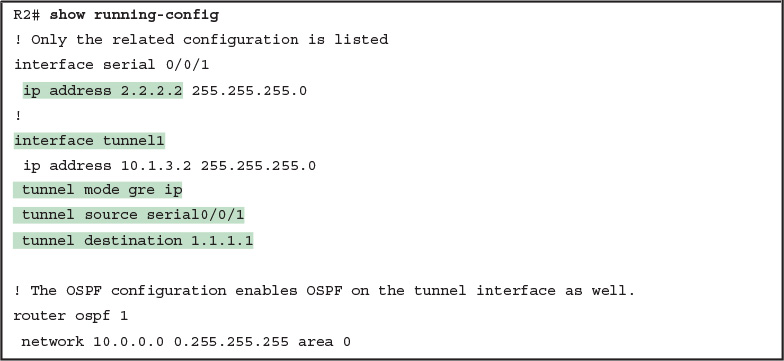 R2# show running-config
! Only the related configuration is listed
interface serial 0/0/1
ip address 2.2.2.2 255.255.255.0
!
interface tunnel1
ip address 10.1.3.2 255.255.255.0
tunnel mode gre ip
tunnel source serial0/0/1
tunnel destination 1.1.1.1
! The OSPF configuration enables OSPF on the tunnel interface as well.
router ospf 1
network 10.0.0.0 0.255.255.255 area 0